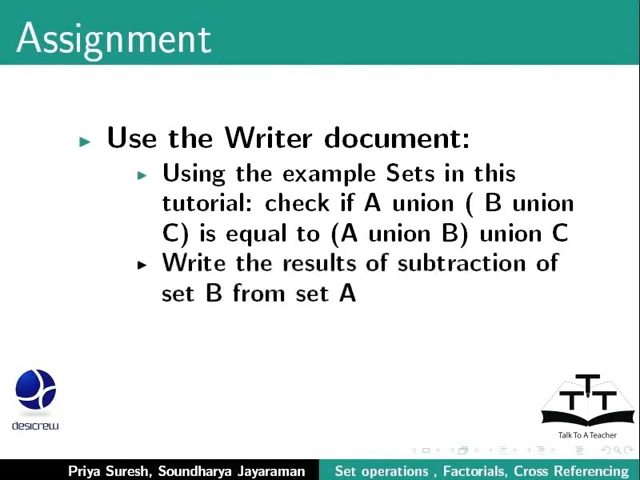 Assignment
Use the Writer document:
Using the example Sets in this
tutorial: check if A union ( B union
C) is equal to (A union B) union C
Write the results of subtraction of
set B from set A
desicrew
T T T
Talk To A Teacher
Priya Suresh, Soundharya Jayaraman
Set operations , Factorials, Cross Referencing